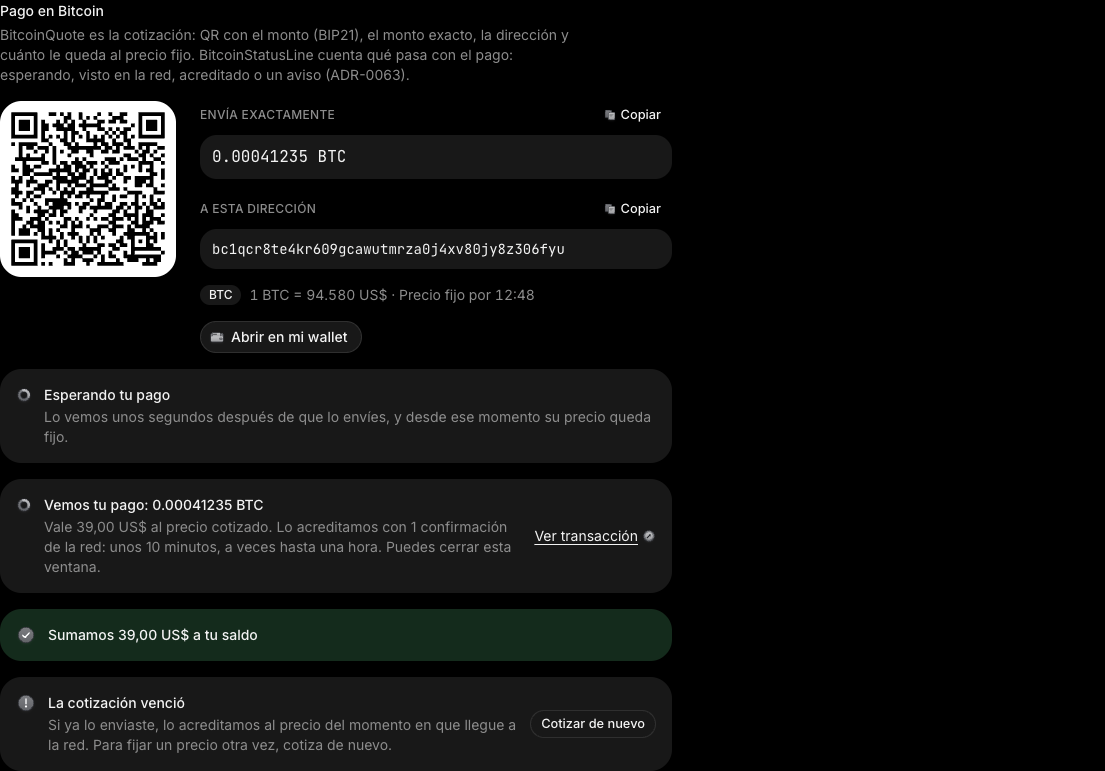 Pago en Bitcoin
BitcoinQuote es la cotización: QR con el monto (BIP21), el monto exacto, la dirección y
cuánto le queda al precio fijo. BitcoinStatusLine cuenta qué pasa con el pago:
esperando, visto en la red, acreditado o un aviso (ADR-0063).
ENVÍA EXACTAMENTE
Copiar
0.00041235 BTC
A ESTA DIRECCIÓN
Copiar
bc1qcr8te4kr609gcawutmrza0j4xv80jy8z306fyu
BTC 1 BTC = 94.580 US$ · Precio fijo por 12:48
Abrir en mi wallet
Esperando tu pago
Lo vemos unos segundos después de que lo envíes, y desde ese momento su precio queda
fijo.
Vemos tu pago: 0.00041235 BTC
Vale 39,00 US$ al precio cotizado. Lo acreditamos con 1 confirmación
de la red: unos 10 minutos, a veces hasta una hora. Puedes cerrar esta
ventana.
Ver transacción
Sumamos 39,00 US$ a tu saldo
La cotización venció
Si ya lo enviaste, lo acreditamos al precio del momento en que llegue a
la red. Para fijar un precio otra vez, cotiza de nuevo.
Cotizar de nuevo